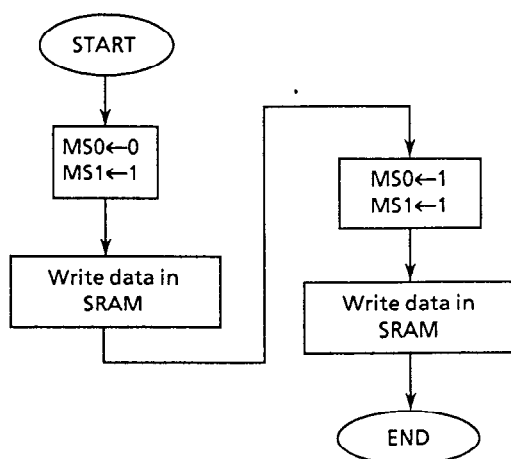 START
MS0←0
MS1←1
Write data in
SRAM
MS0←1
MS1←1
Write data in
SRAM
END